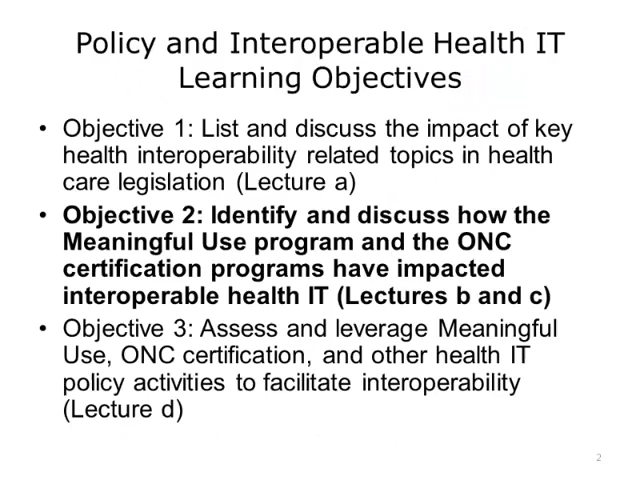 Policy and Interoperable Health IT
Learning Objectives
• Objective 1: List and discuss the impact of key
health interoperability related topics in health
care legislation (Lecture a)
• Objective 2: Identify and discuss how the
Meaningful Use program and the ONC
certification programs have impacted
interoperable health IT (Lectures b and c)
• Objective 3: Assess and leverage Meaningful
Use, ONC certification, and other health IT
policy activities to facilitate interoperability
(Lecture d)
2